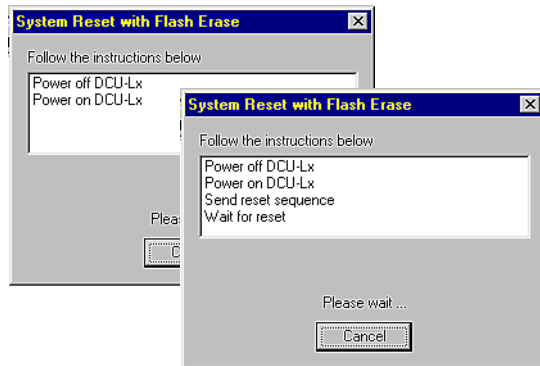 System Reset with Flash Erase
Follow the instructions below
Power off DCU-Lx
Power on DCU-Lx
System Reset with Flash Erase
Follow the instructions below
Power off DCU-Lx
Power on DCU-Lx
Send reset sequence
Wait for reset
Please wait ...
Cancel